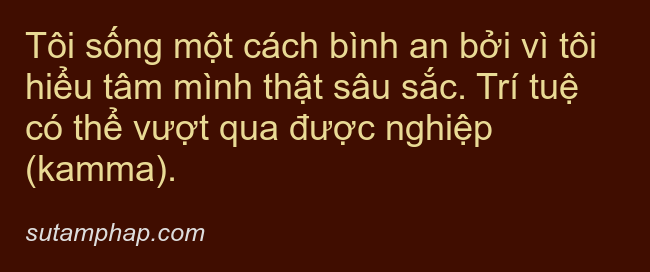 Tôi sống một cách bình an bởi vì tôi
hiểu tâm mình thật sâu sắc. Trí tuệ
có thể vượt qua được nghiệp
(kamma).
sutamphap.com